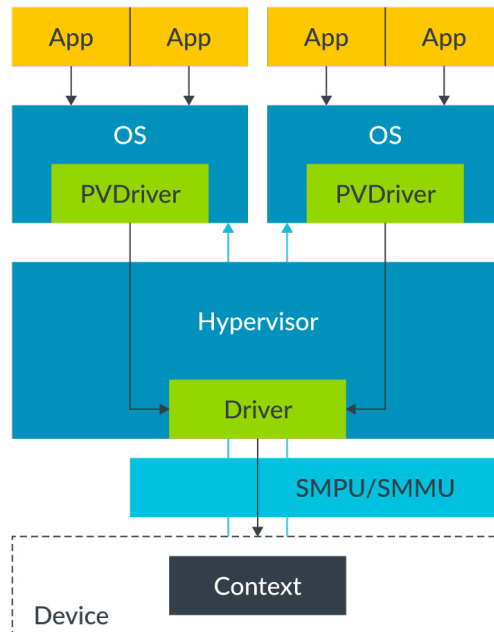 App App App App
OS OS
PVDriver PVDriver
Hypervisor
Driver
SMPU/SMMU
Context
Device